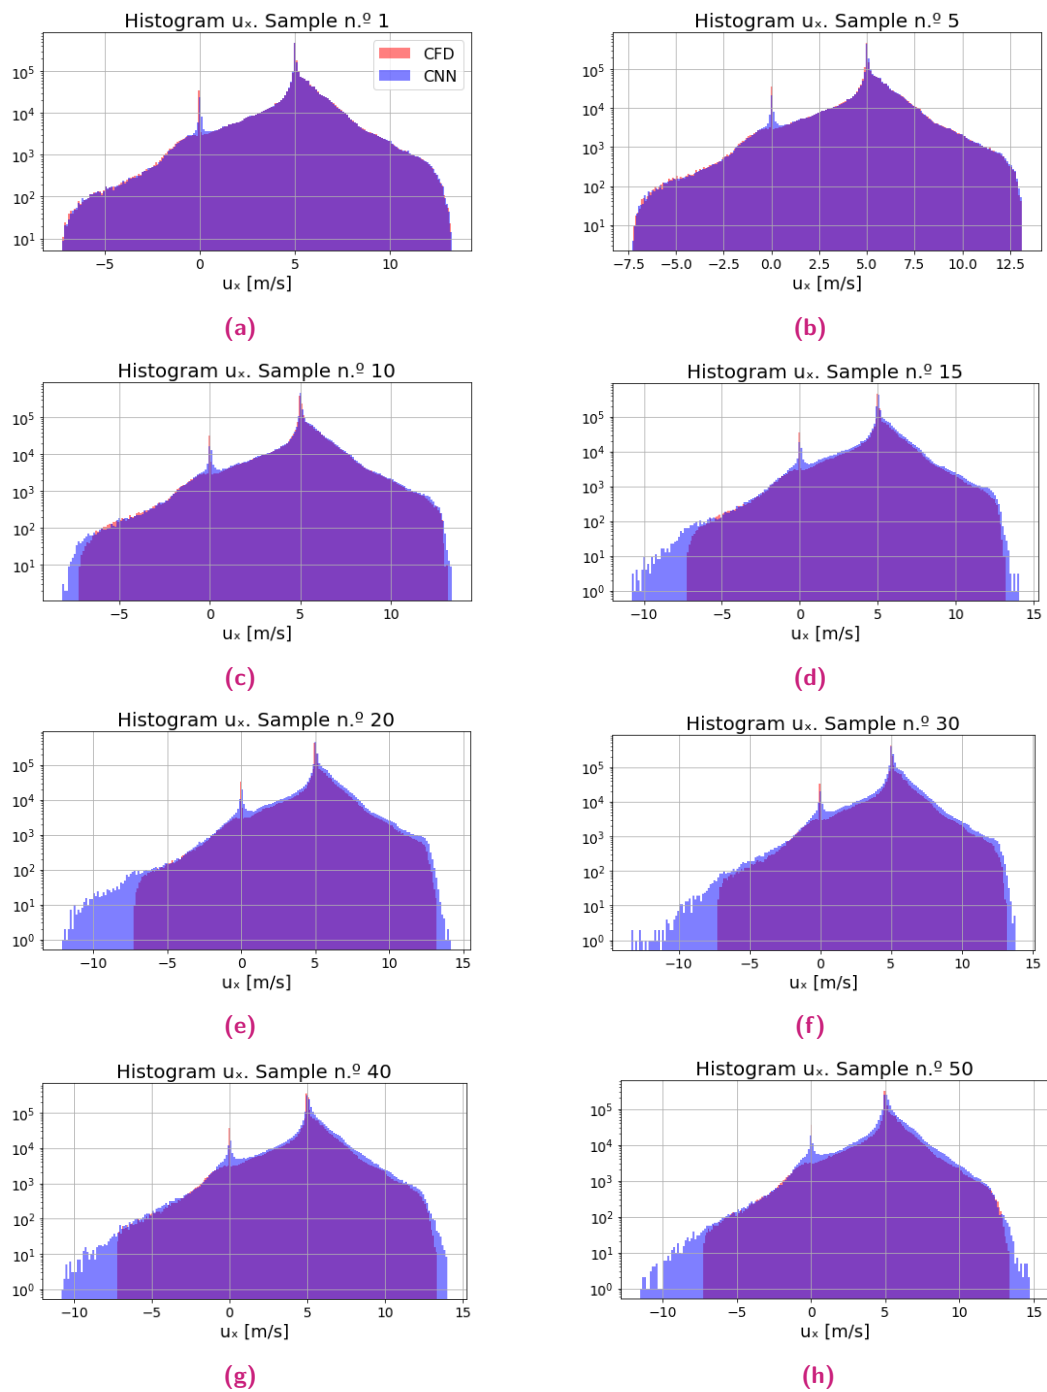 Histogram uₓ. Sample n.º 1
10⁵
10⁴
10³
10²
10¹
CFD
CNN
−5 0 5 10
uₓ [m/s]
(a)
Histogram uₓ. Sample n.º 5
10⁵
10⁴
10³
10²
10¹
−7.5 −5.0 −2.5 0.0 2.5 5.0 7.5 10.0 12.5
uₓ [m/s]
(b)
Histogram uₓ. Sample n.º 10
10⁵
10⁴
10³
10²
10¹
−5 0 5 10
uₓ [m/s]
(c)
Histogram uₓ. Sample n.º 15
10⁵
10⁴
10³
10²
10¹
10⁰
−10 −5 0 5 10 15
uₓ [m/s]
(d)
Histogram uₓ. Sample n.º 20
10⁵
10⁴
10³
10²
10¹
10⁰
−10 −5 0 5 10 15
uₓ [m/s]
(e)
Histogram uₓ. Sample n.º 30
10⁵
10⁴
10³
10²
10¹
10⁰
−10 −5 0 5 10 15
uₓ [m/s]
(f)
Histogram uₓ. Sample n.º 40
10⁵
10⁴
10³
10²
10¹
10⁰
−10 −5 0 5 10 15
uₓ [m/s]
(g)
Histogram uₓ. Sample n.º 50
10⁵
10⁴
10³
10²
10¹
10⁰
−10 −5 0 5 10 15
uₓ [m/s]
(h)